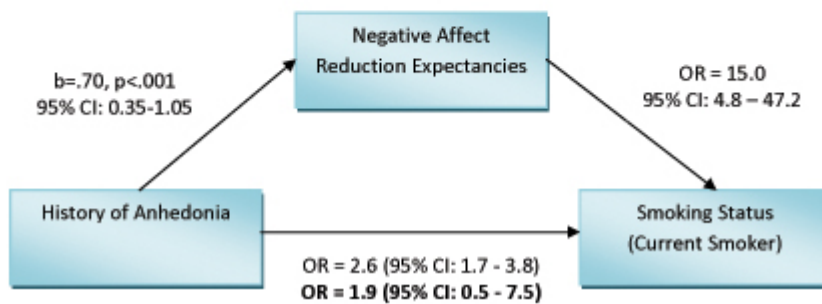 Negative Affect
Reduction Expectancies
b=.70, p<.001
95% CI: 0.35-1.05
OR = 15.0
95% CI: 4.8 – 47.2
History of Anhedonia
Smoking Status
(Current Smoker)
OR = 2.6 (95% CI: 1.7 - 3.8)
OR = 1.9 (95% CI: 0.5 - 7.5)